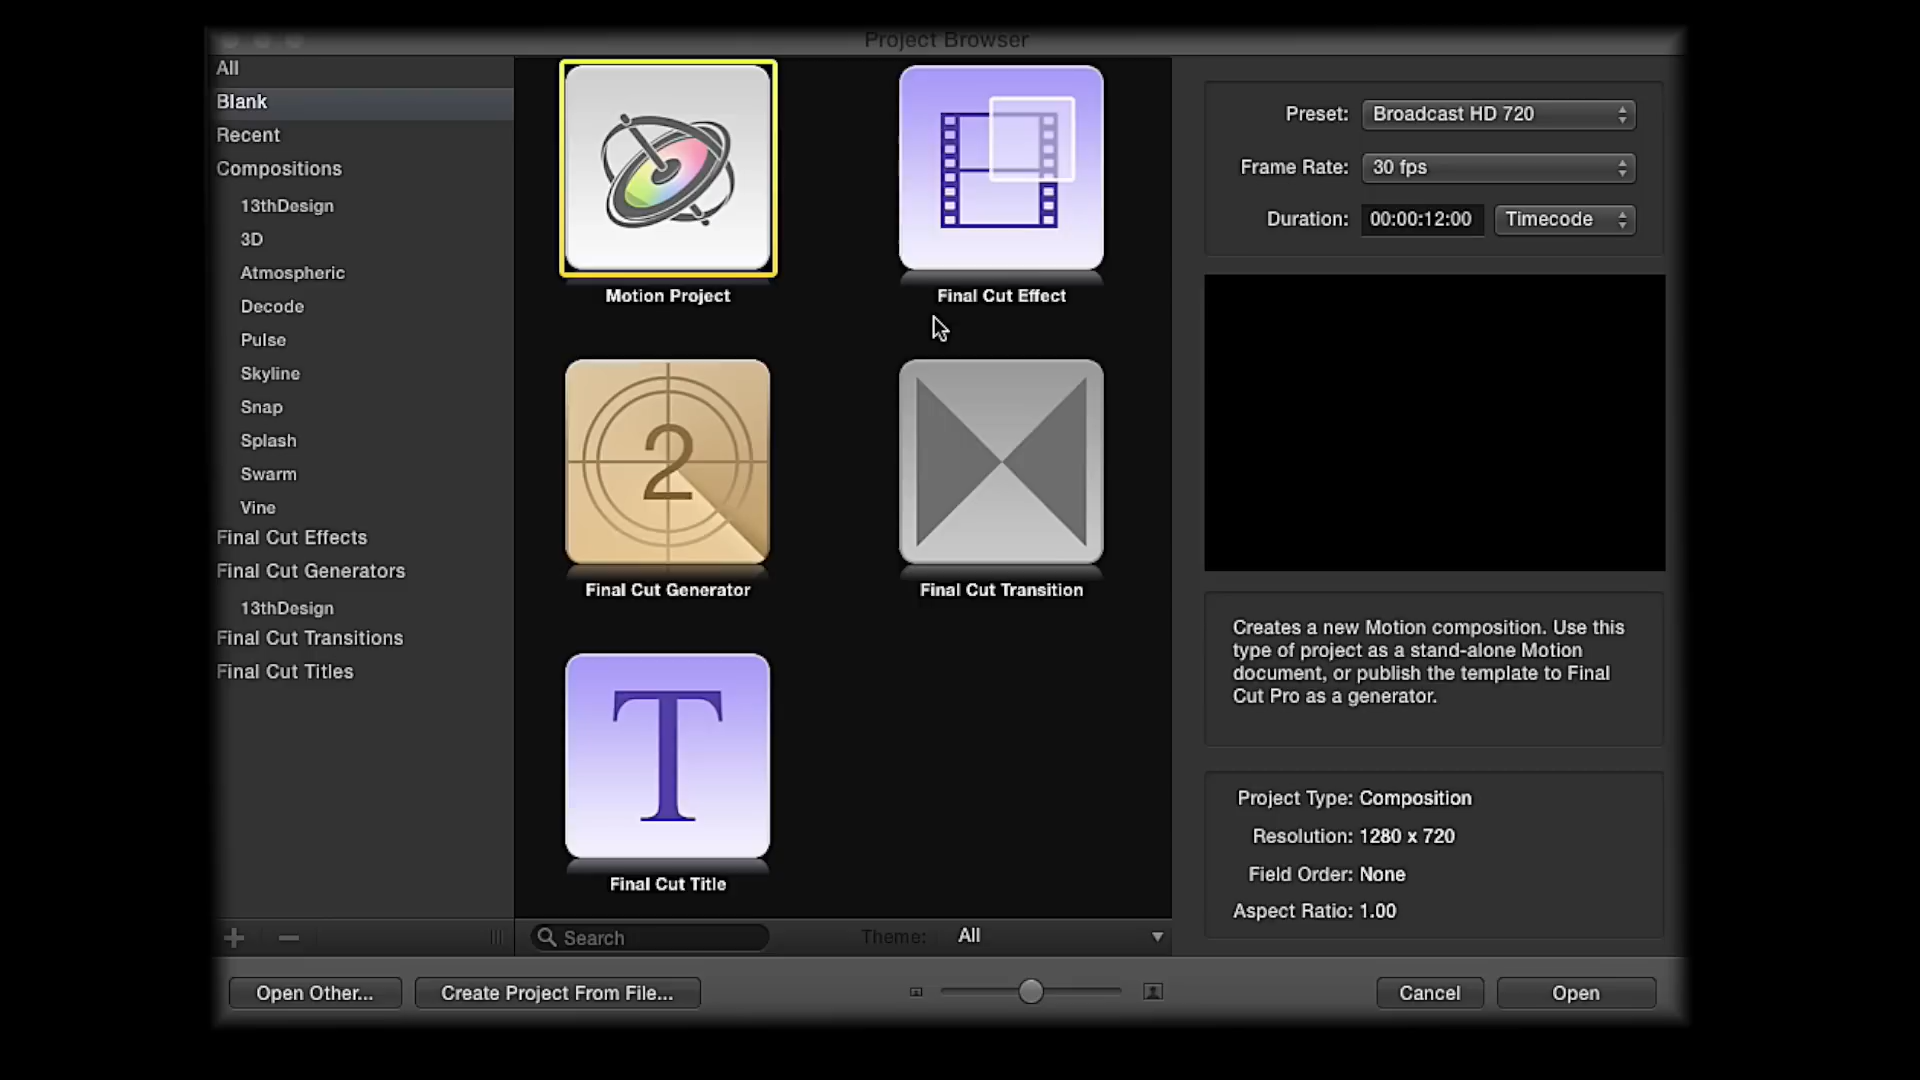 Project Browser
All
Blank
Recent
Compositions
13thDesign
3D
Atmospheric
Decode
Pulse
Skyline
Snap
Splash
Swarm
Vine
Final Cut Effects
Final Cut Generators
13thDesign
Final Cut Transitions
Final Cut Titles
Motion Project
Final Cut Effect
2
Final Cut Generator
Final Cut Transition
T
Final Cut Title
Search
Theme: All
Preset: Broadcast HD 720
Frame Rate: 30 fps
Duration: 00:00:12:00 Timecode
Creates a new Motion composition. Use this
type of project as a stand-alone Motion
document, or publish the template to Final
Cut Pro as a generator.
Project Type: Composition
Resolution: 1280 x 720
Field Order: None
Aspect Ratio: 1.00
Open Other...
Create Project From File...
Cancel
Open